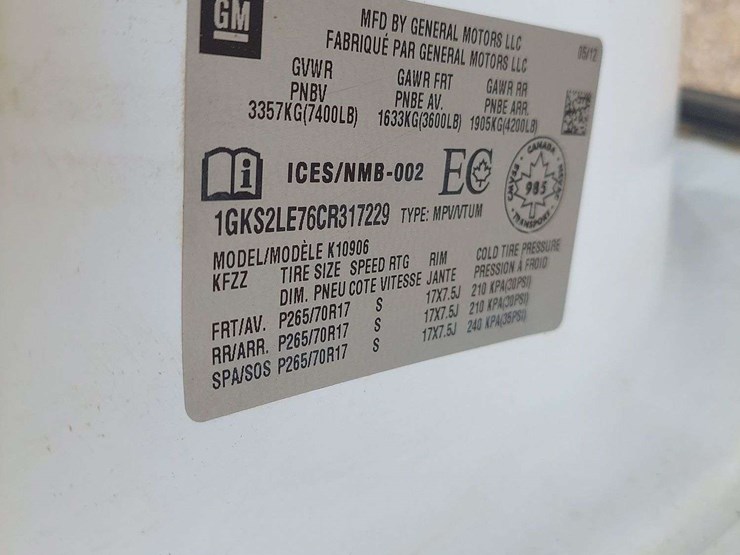 GM
MFD BY GENERAL MOTORS LLC 05/12
FABRIQUÉ PAR GENERAL MOTORS LLC
GVWR GAWR FRT GAWR RR
PNBV PNBE AV. PNBE ARR.
3357KG(7400LB) 1633KG(3600LB) 1905KG(4200LB)
i ICES/NMB-002 EC
CANADA
985
TRANSPORT
1GKS2LE76CR317229 TYPE: MPV/VTUM
MODEL/MODÈLE K10906
KFZZ TIRE SIZE SPEED RTG RIM COLD TIRE PRESSURE
DIM. PNEU COTE VITESSE JANTE PRESSION À FROID
FRT/AV. P265/70R17 S 17X7.5J 210 KPA(30PSI)
RR/ARR. P265/70R17 S 17X7.5J 210 KPA(30PSI)
SPA/SOS P265/70R17 S 17X7.5J 240 KPA(35PSI)